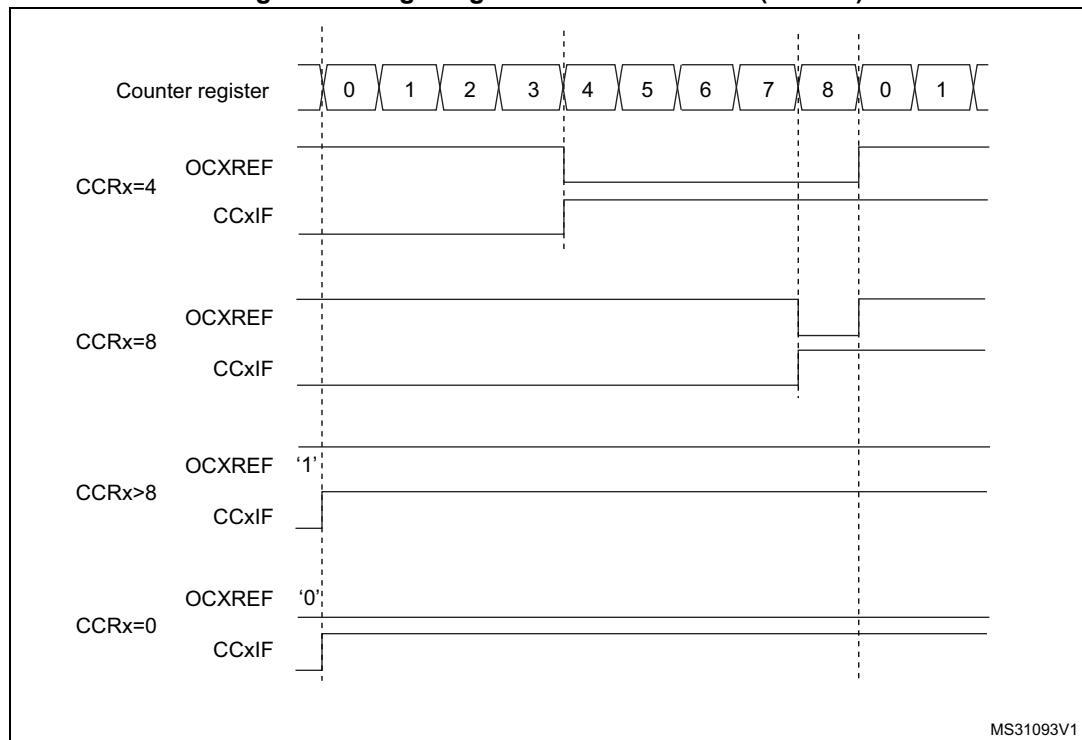 Counter register 0 1 2 3 4 5 6 7 8 0 1
OCXREF
CCRx=4
CCxIF
OCXREF
CCRx=8
CCxIF
OCXREF ‘1’
CCRx>8
CCxIF
OCXREF ‘0’
CCRx=0
CCxIF
MS31093V1